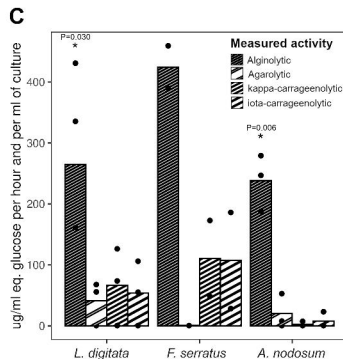 C
P=0.030
*
Measured activity
Alginolytic
Agarolytic
kappa-carrageenolytic
iota-carrageenolytic
P=0.006
*
ug/ml eq. glucose per hour and per ml of culture
400
300
200
100
0
L. digitata F. serratus A. nodosum